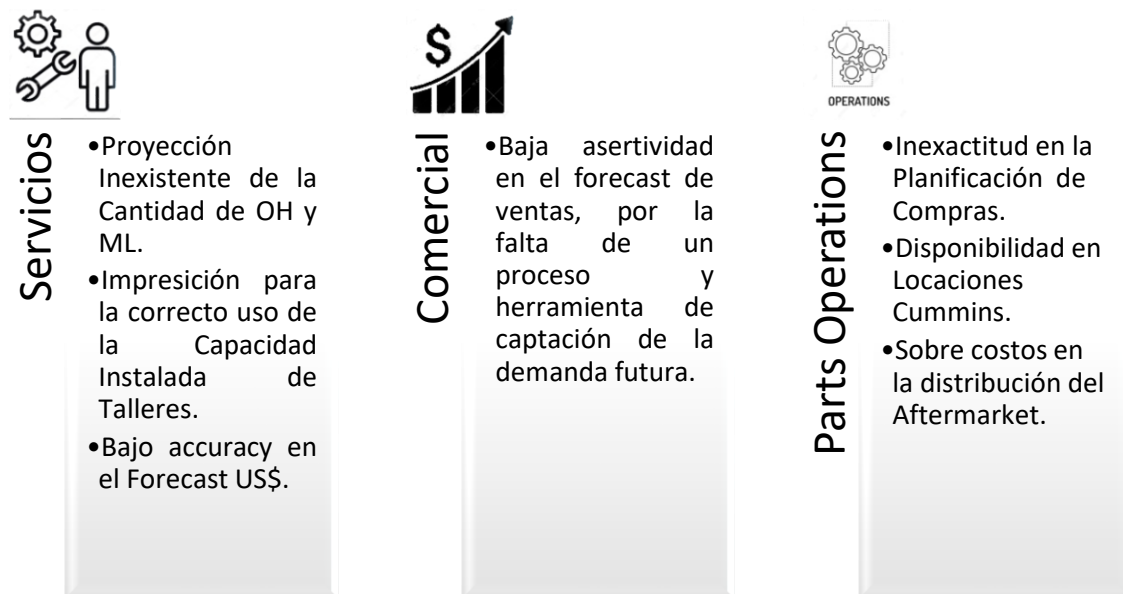 Servicios
•Proyección
Inexistente de la
Cantidad de OH y
ML.
•Impresición para
la correcto uso de
la Capacidad
Instalada de
Talleres.
•Bajo accuracy en
el Forecast US$.
$
Comercial
•Baja asertividad
en el forecast de
ventas, por la
falta de un
proceso y
herramienta de
captación de la
demanda futura.
OPERATIONS
Parts Operations
•Inexactitud en la
Planificación de
Compras.
•Disponibilidad en
Locaciones
Cummins.
•Sobre costos en
la distribución del
Aftermarket.